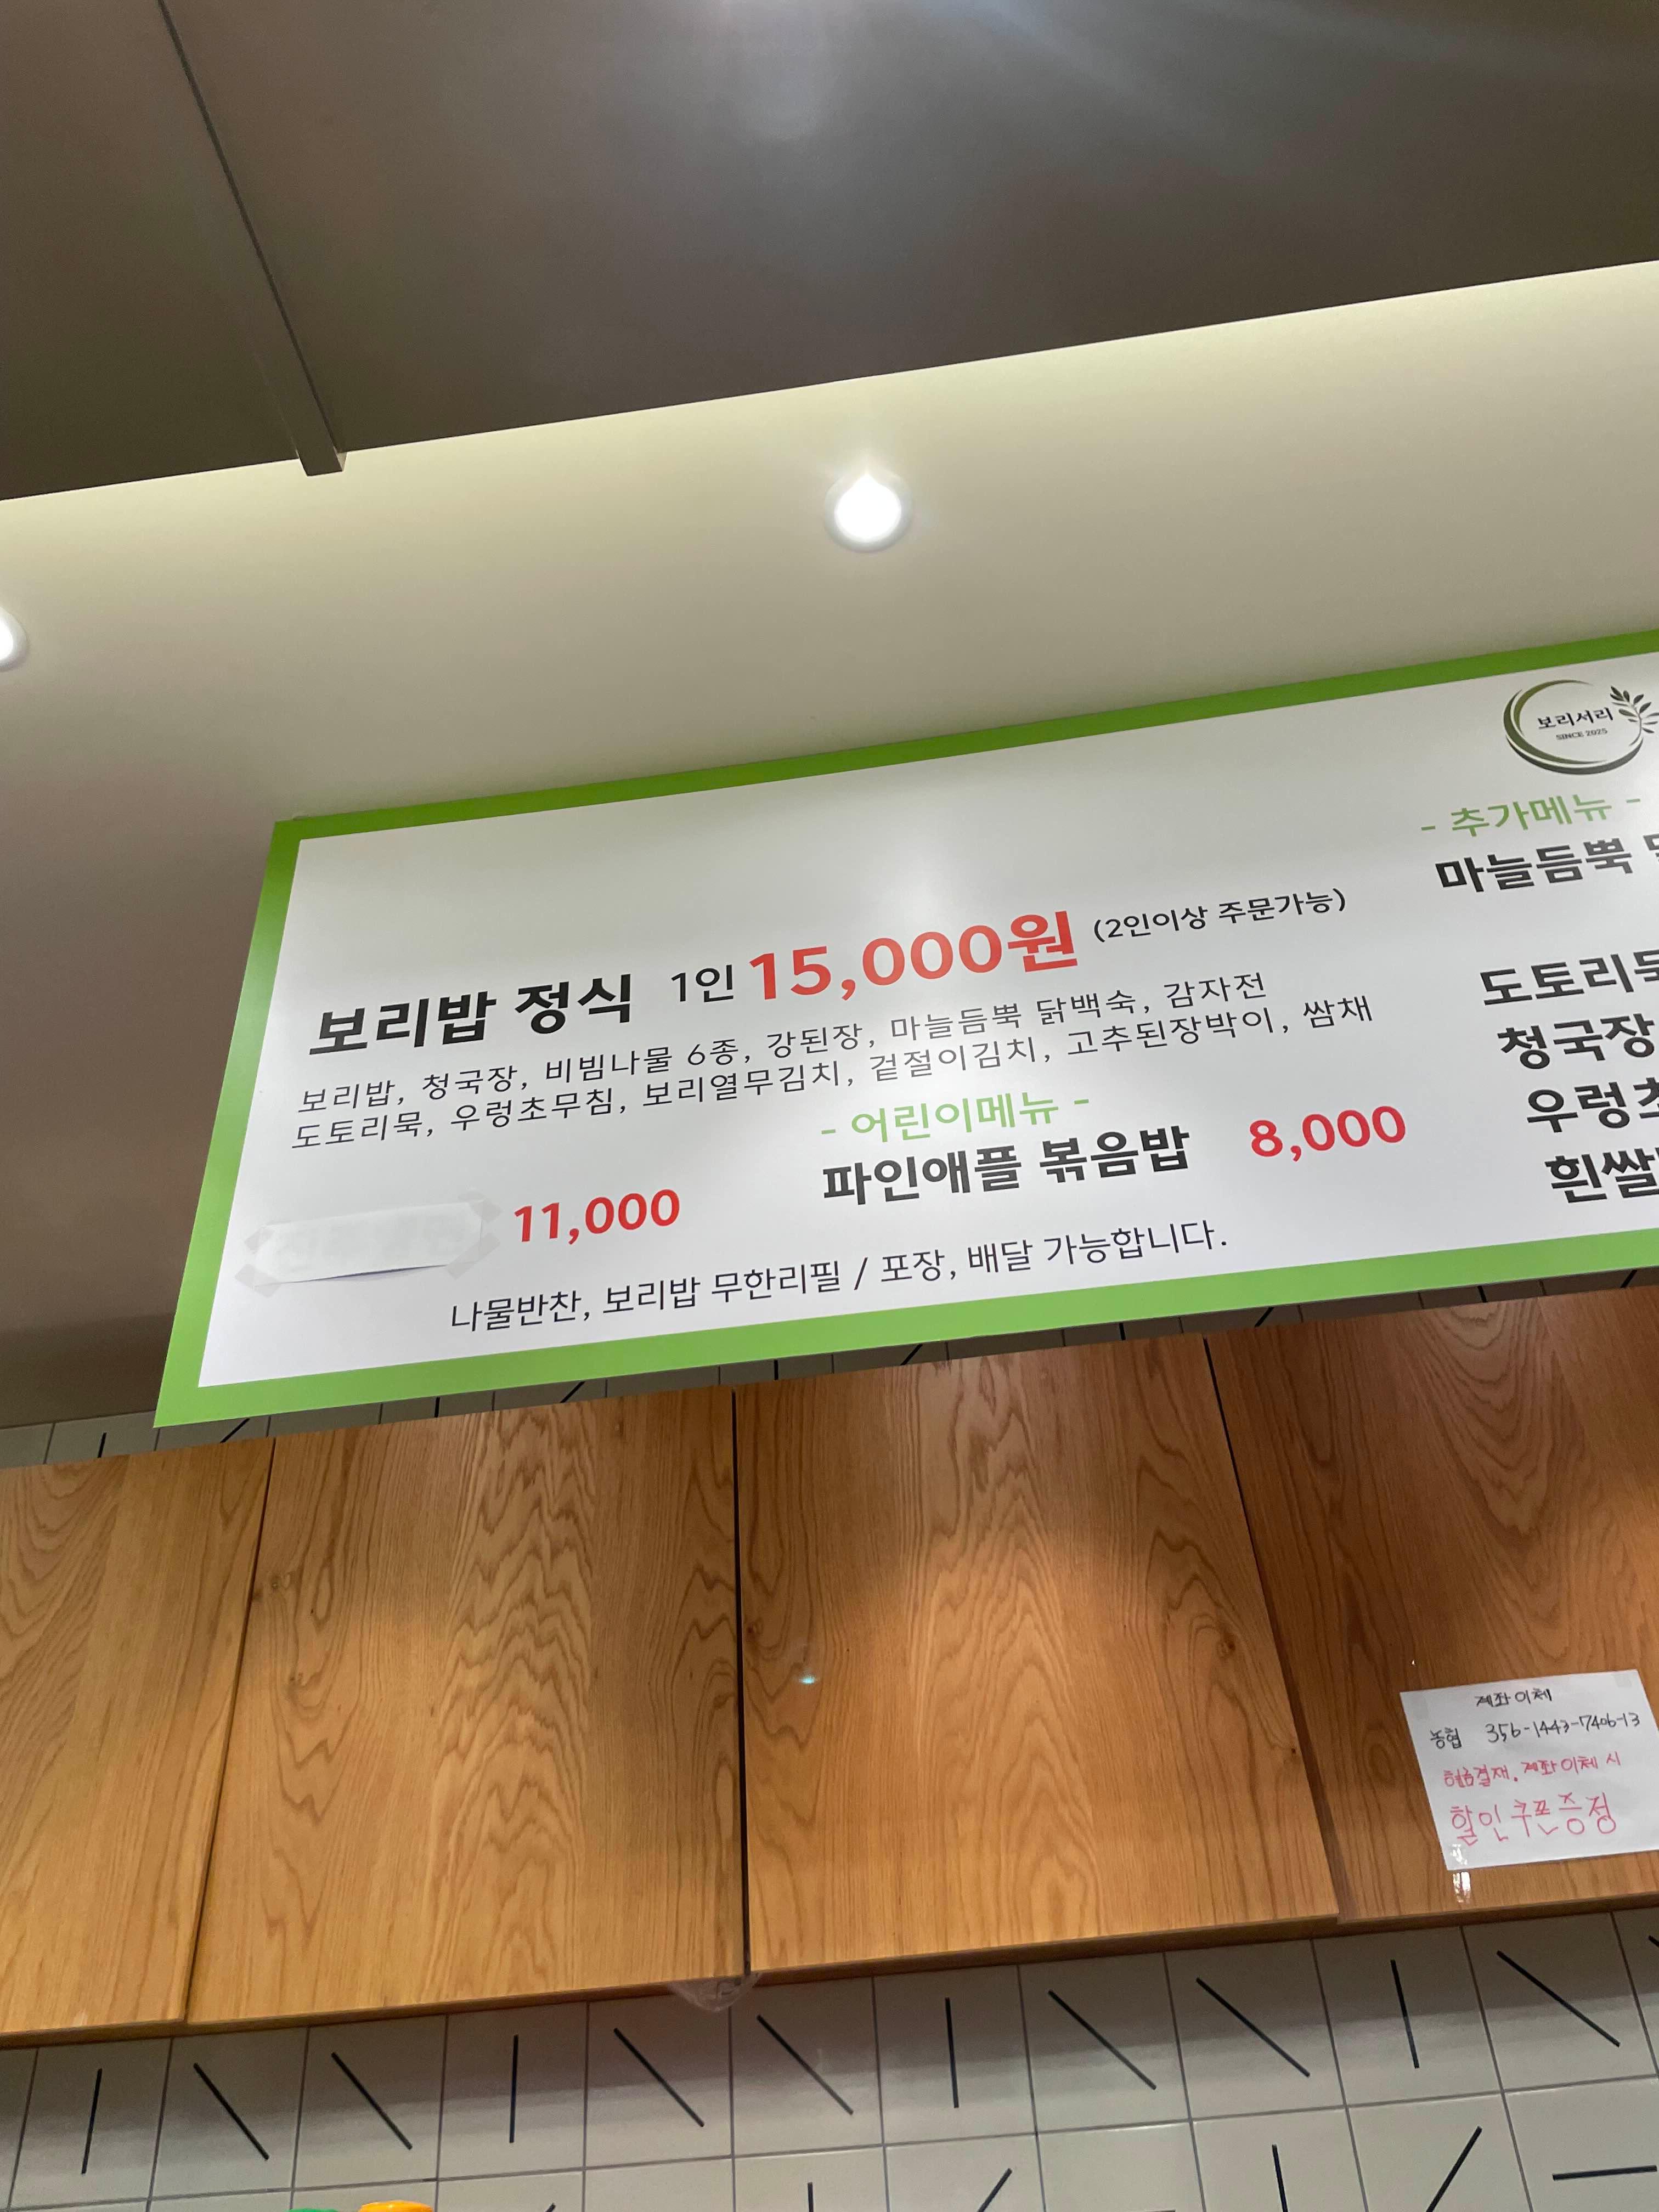 보리밥 정식 1인 15,000원 (2인이상 주문가능)
보리밥, 청국장, 비빔나물 6종, 강된장, 마늘듬뿍 닭백숙, 감자전
도토리묵, 우렁초무침, 보리열무김치, 겉절이김치, 고추된장박이, 쌈채
11,000
- 어린이메뉴 -
파인애플 볶음밥 8,000
나물반찬, 보리밥 무한리필 / 포장, 배달 가능합니다.
보리서리
SINCE 2025
- 추가메뉴 -
마늘듬뿍
도토리묵
청국장
우렁초
흰쌀
계좌이체
농협 356-1443-7406-13
현금결재. 계좌이체 시
할인쿠폰증정